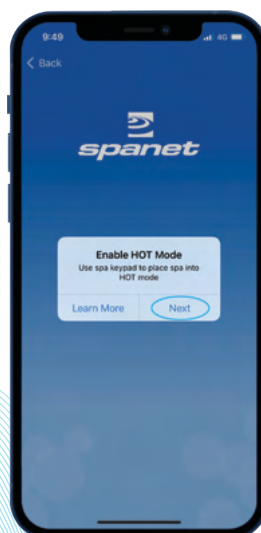 9:49 4G
Back
spanet
Enable HOT Mode
Use spa keypad to place spa into
HOT mode
Learn More Next